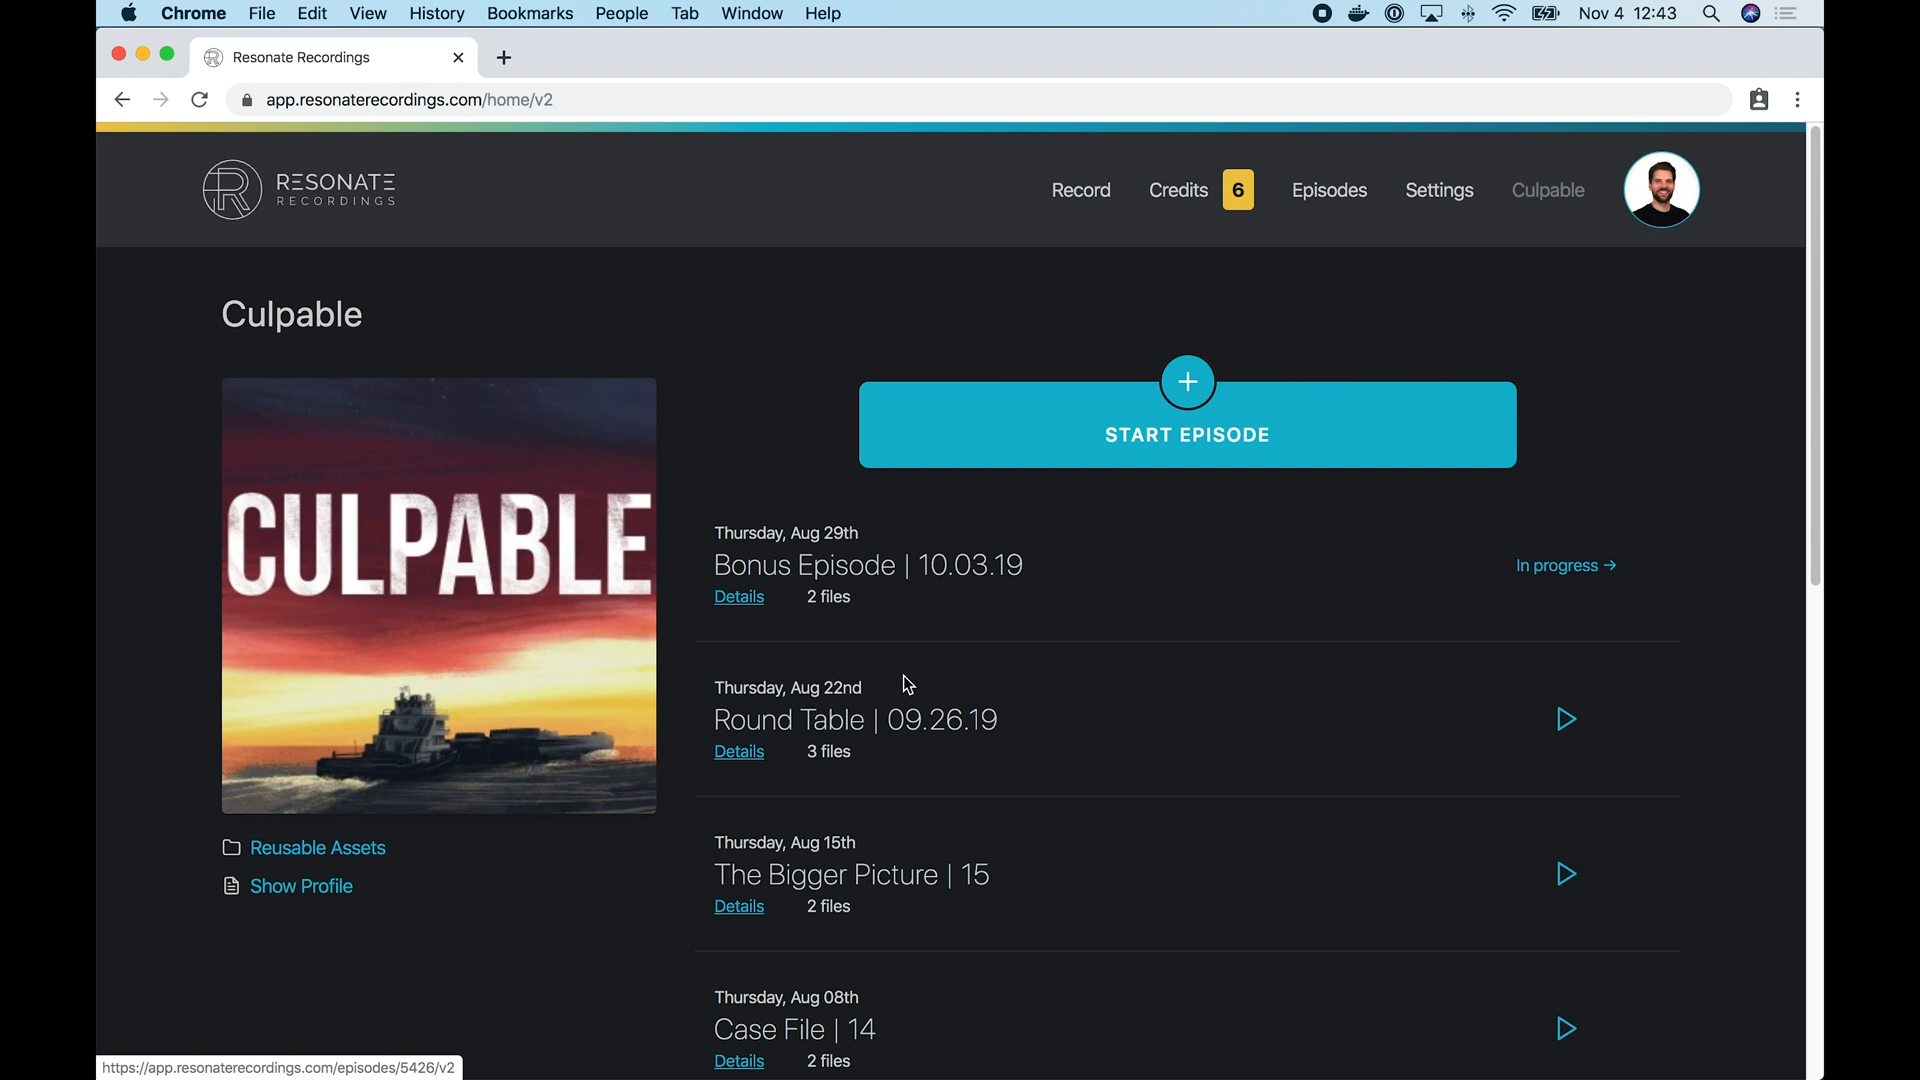 Chrome File Edit View History Bookmarks People Tab Window Help Nov 4 12:43
Resonate Recordings
app.resonaterecordings.com/home/v2
RESONATE
RECORDINGS
Record Credits 6 Episodes Settings Culpable
Culpable
CULPABLE
Reusable Assets
Show Profile
START EPISODE
Thursday, Aug 29th
Bonus Episode | 10.03.19
In progress →
Details 2 files
Thursday, Aug 22nd
Round Table | 09.26.19
Details 3 files
Thursday, Aug 15th
The Bigger Picture | 15
Details 2 files
Thursday, Aug 08th
Case File | 14
Details 2 files
https://app.resonaterecordings.com/episodes/5426/v2